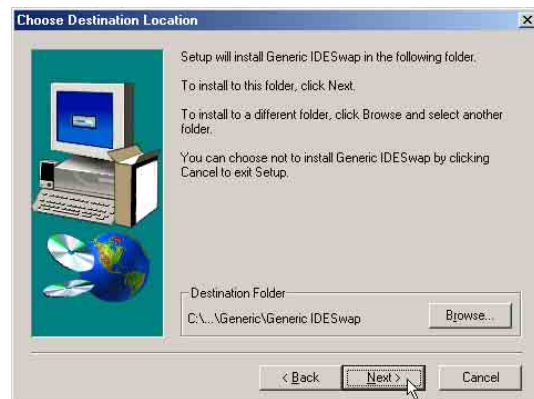 Choose Destination Location
Setup will install Generic IDESwap in the following folder.
To install to this folder, click Next.
To install to a different folder, click Browse and select another
folder.
You can choose not to install Generic IDESwap by clicking
Cancel to exit Setup.
Destination Folder
C:\...\Generic\Generic IDESwap
Browse...
< Back
Next >
Cancel